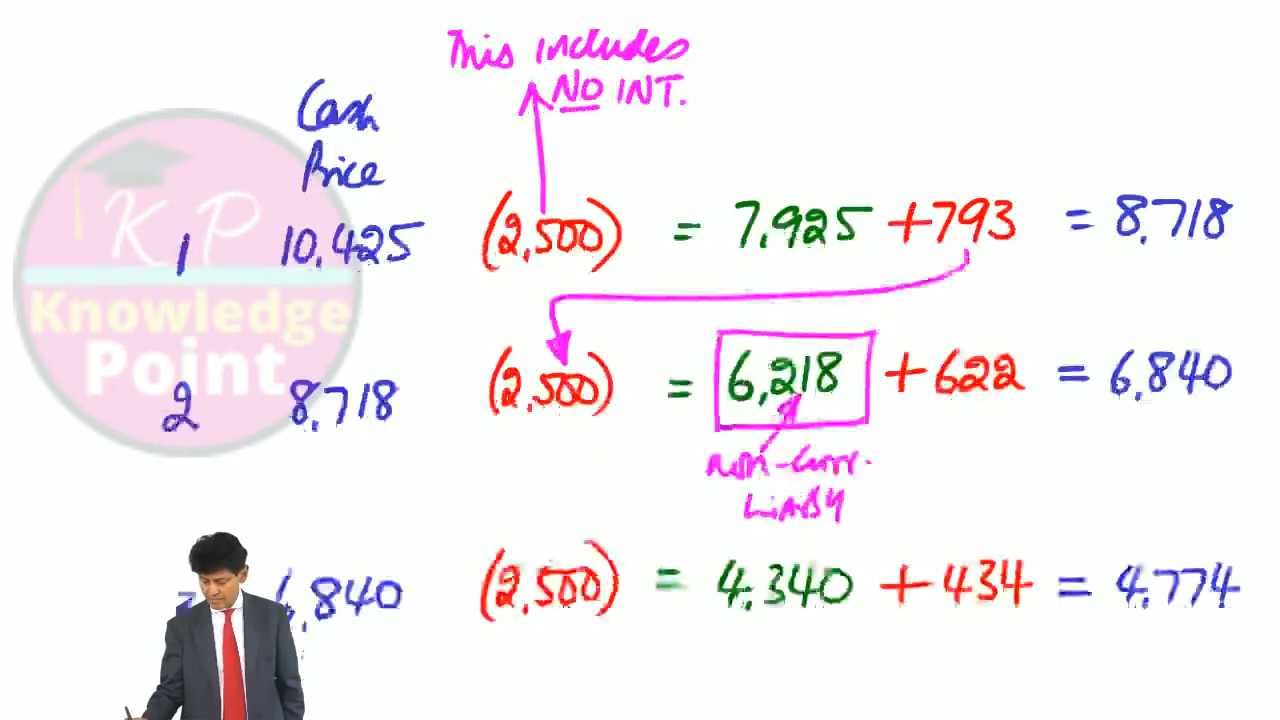 This includes
NO INT.
Cash
Price
K P
Knowledge
Point
1 10,425 (2,500) = 7,925 + 793 = 8,718
2 8,718 (2,500) = 6,218 + 622 = 6,840
Non-Curr.
LIABY
6,840 (2,500) = 4,340 + 434 = 4,774